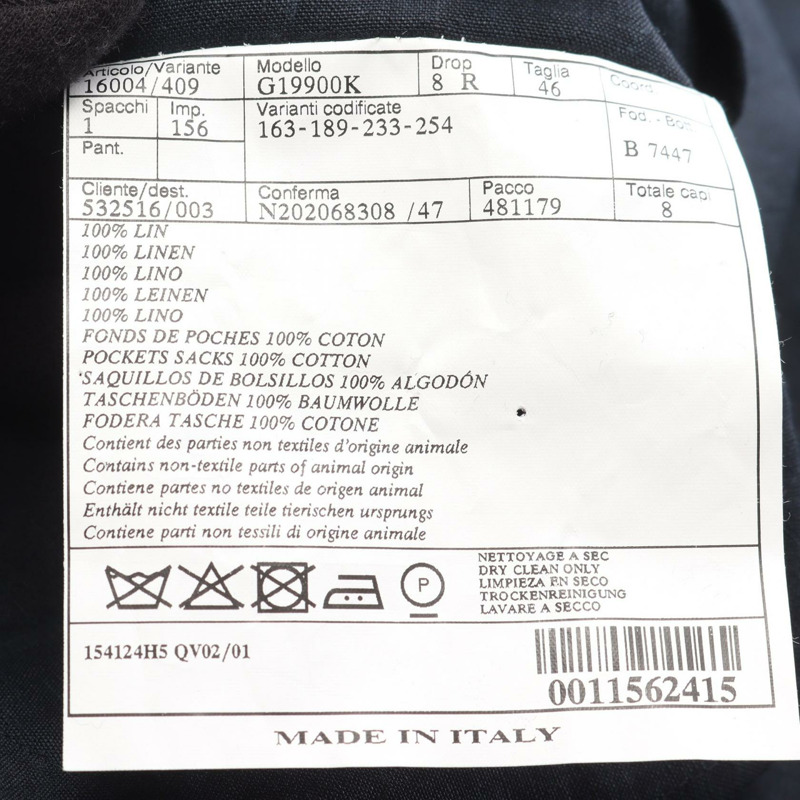 Articolo/Variante Modello Drop Taglia Coord.
16004/409 G19900K 8 R 46
Spacchi Imp. Varianti codificate Fod. - Bott
1 156 163-189-233-254 B 7447
Pant.
Cliente/dest. Conferma Pacco Totale capi
532516/003 N202068308 /47 481179 8
100% LIN
100% LINEN
100% LINO
100% LEINEN
100% LINO
FONDS DE POCHES 100% COTON
POCKETS SACKS 100% COTTON
SAQUILLOS DE BOLSILLOS 100% ALGODÓN
TASCHENBÖDEN 100% BAUMWOLLE
FODERA TASCHE 100% COTONE
Contient des parties non textiles d'origine animale
Contains non-textile parts of animal origin
Contiene partes no textiles de origen animal
Enthält nicht textile teile tierischen ursprungs
Contiene parti non tessili di origine animale
P
NETTOYAGE A SEC
DRY CLEAN ONLY
LIMPIEZA EN SECO
TROCKENREINIGUNG
LAVARE A SECCO
154124H5 QV02/01
0011562415
MADE IN ITALY